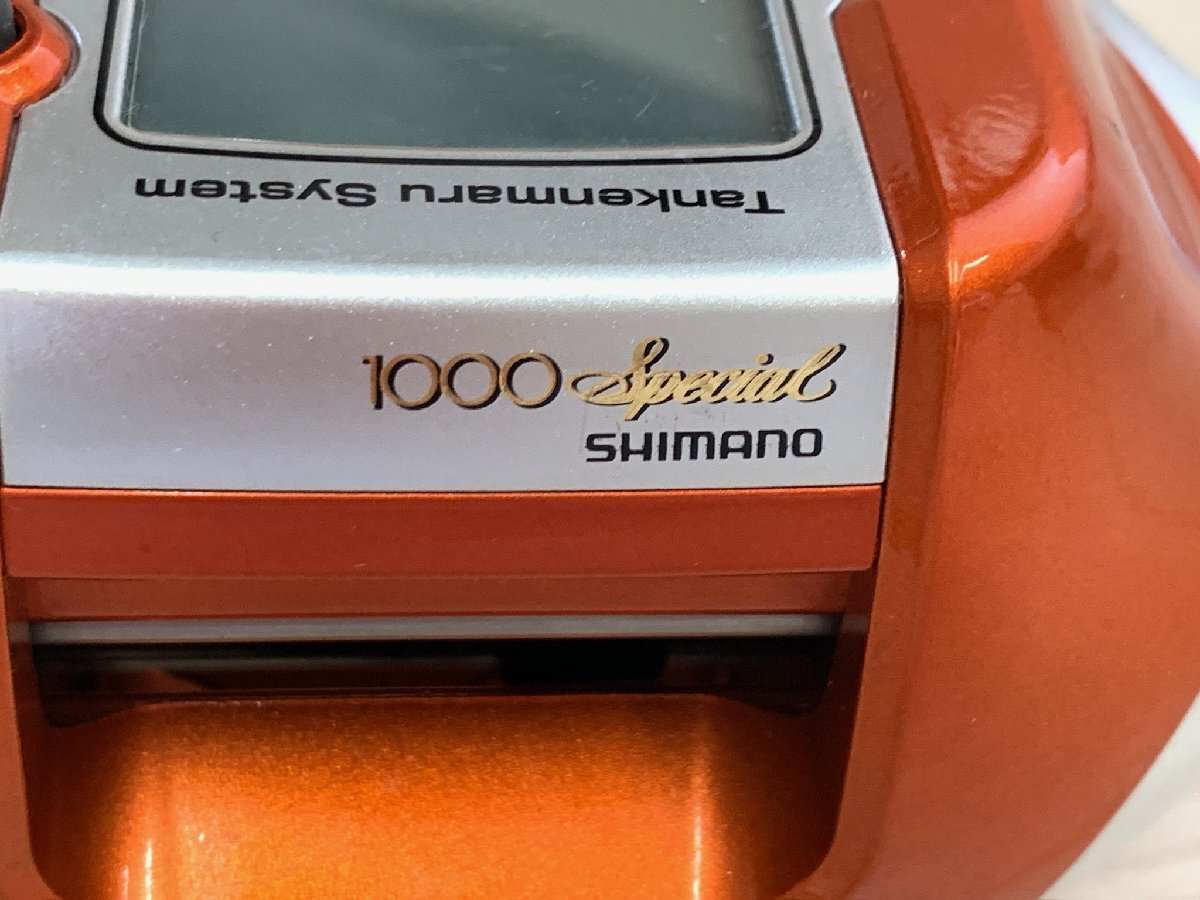 Tankenmaru System
1000 Special
SHIMANO